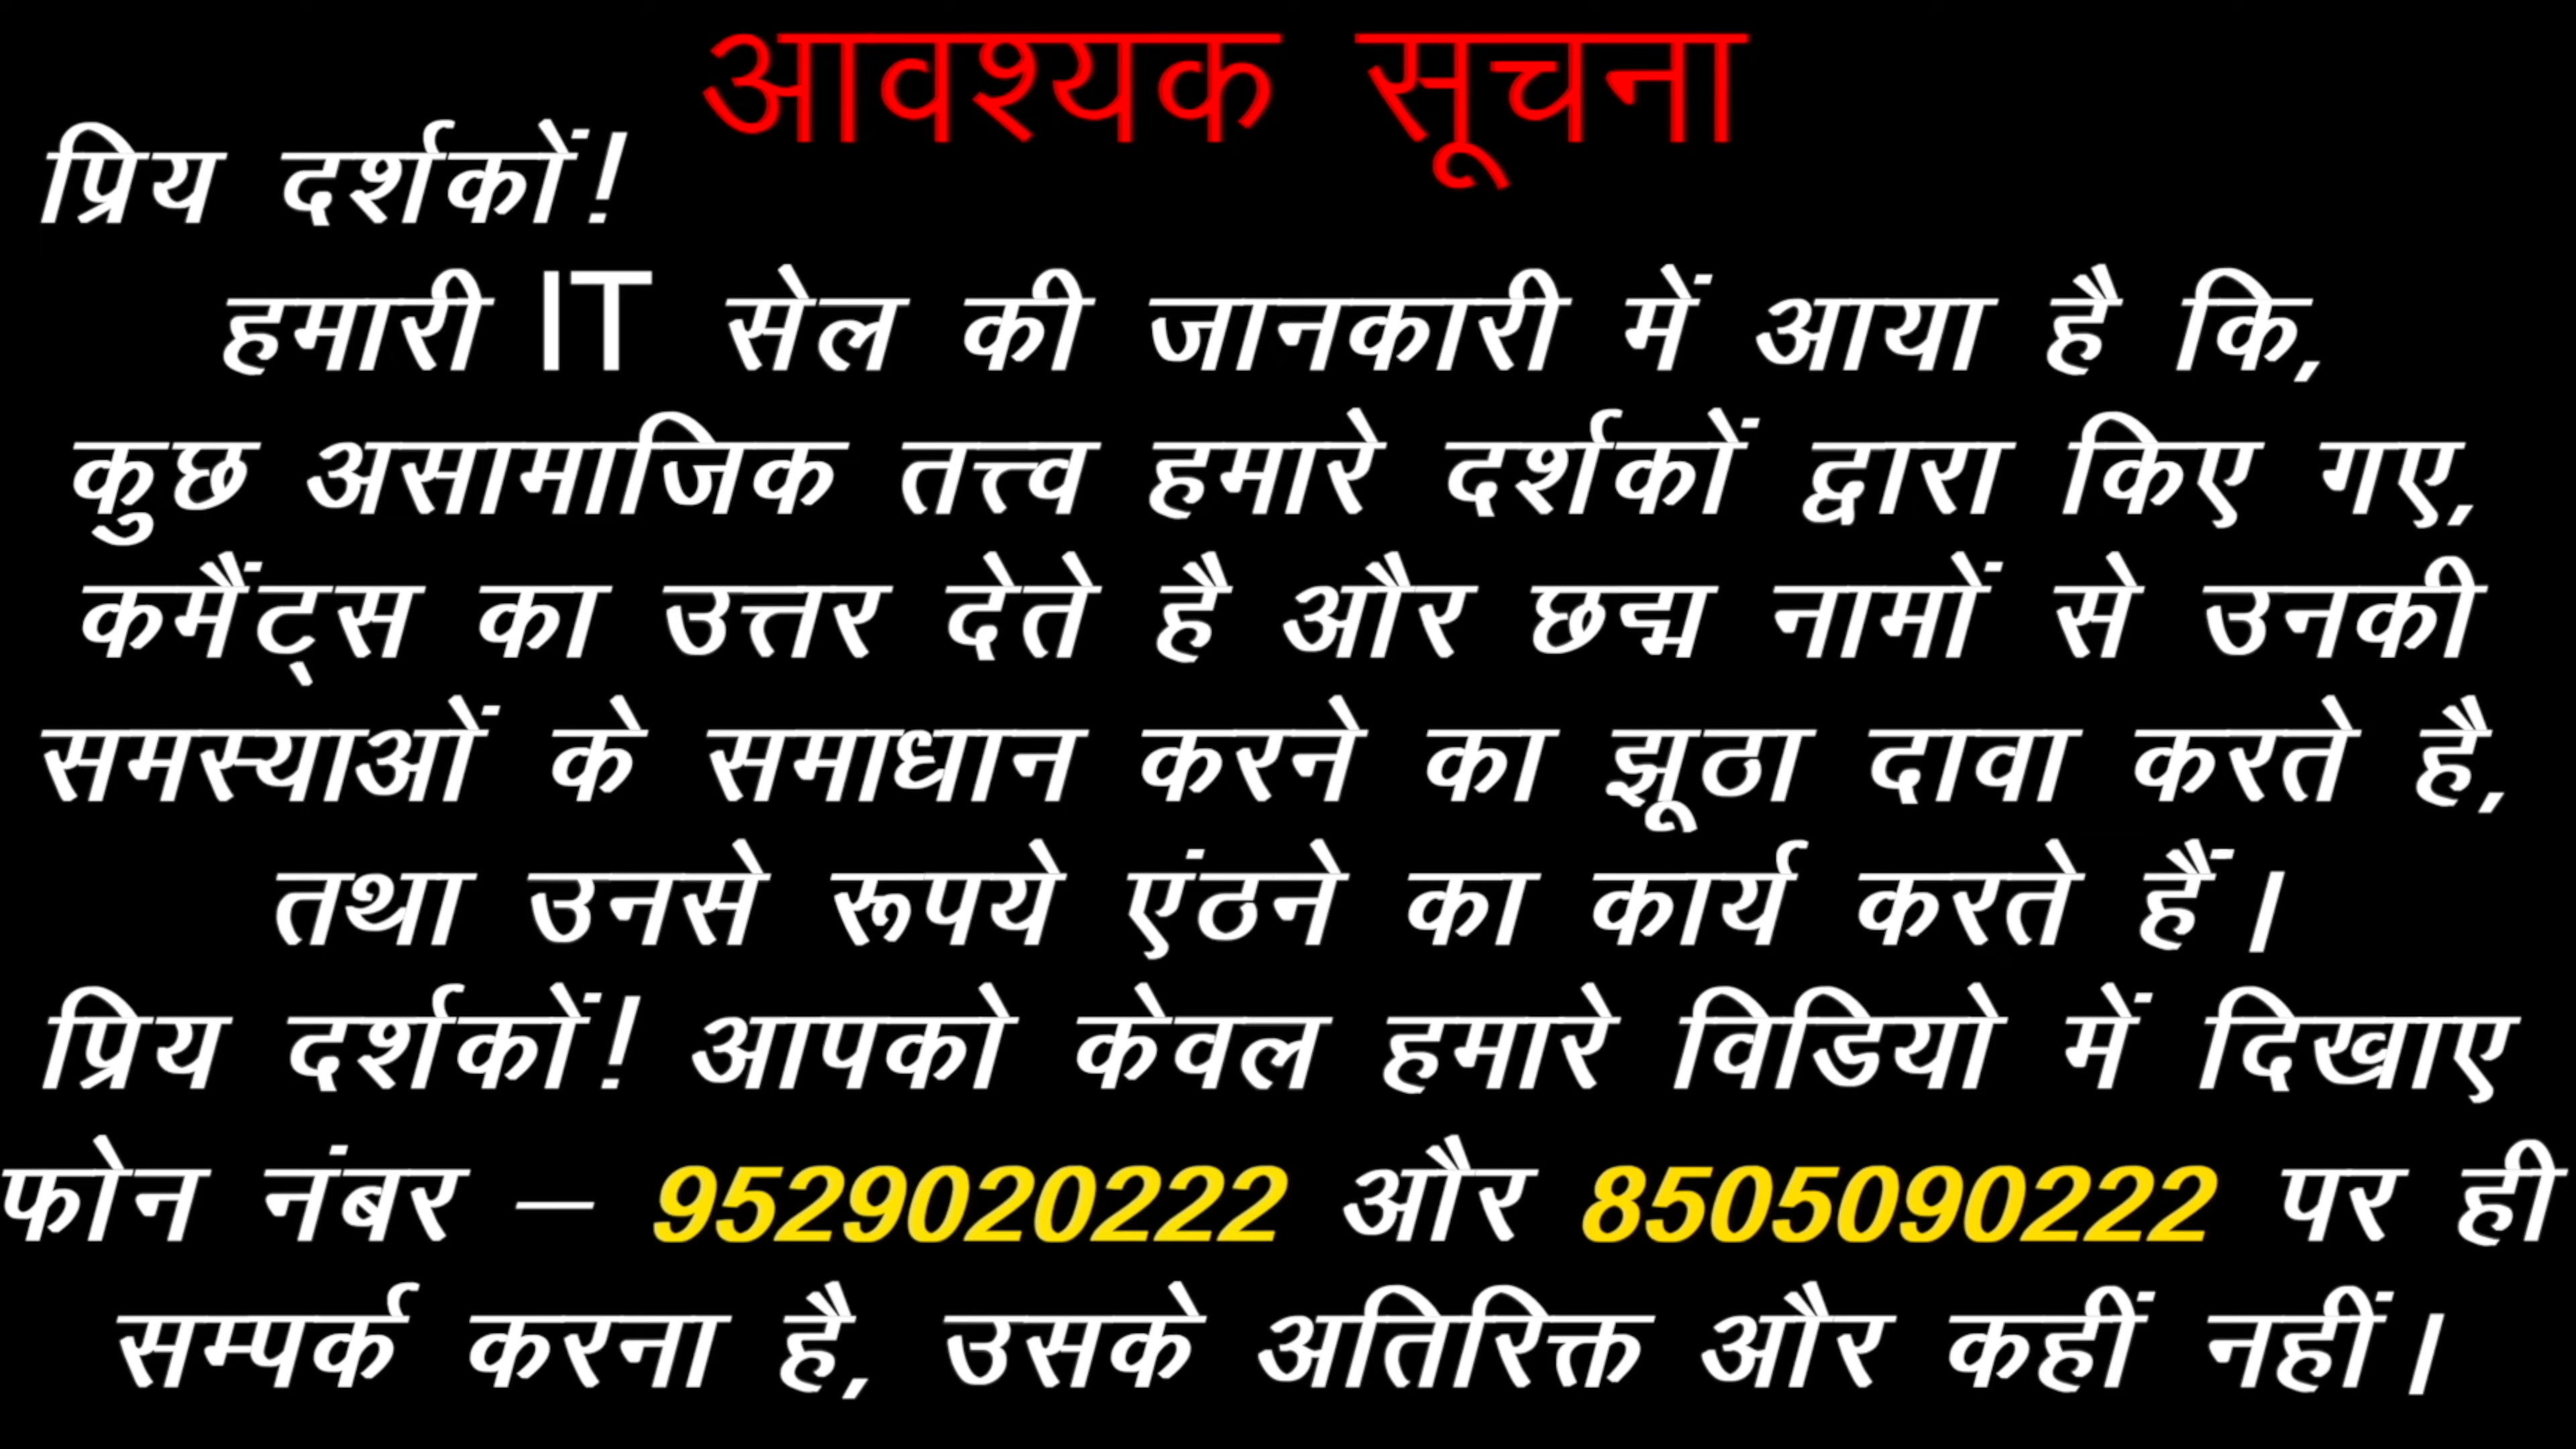 आवश्यक सूचना
प्रिय दर्शकों!
हमारी IT सेल की जानकारी में आया है कि,
कुछ असामाजिक तत्त्व हमारे दर्शकों द्वारा किए गए,
कमैंट्स का उत्तर देते है और छद्म नामों से उनकी
समस्याओं के समाधान करने का झूठा दावा करते है,
तथा उनसे रूपये एंठने का कार्य करते हैं।
प्रिय दर्शकों! आपको केवल हमारे विडियो में दिखाए
फोन नंबर – 9529020222 और 8505090222 पर ही
सम्पर्क करना है, उसके अतिरिक्त और कहीं नहीं।